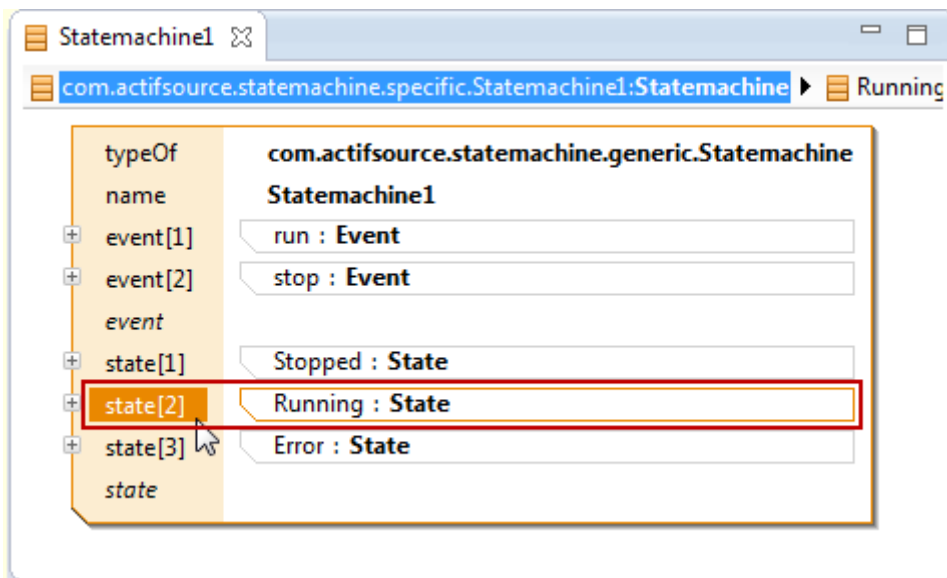 Statemachine1
com.actifsource.statemachine.specific.Statemachine1:Statemachine Running
typeOf com.actifsource.statemachine.generic.Statemachine
name Statemachine1
event[1] run : Event
event[2] stop : Event
event
state[1] Stopped : State
state[2] Running : State
state[3] Error : State
state